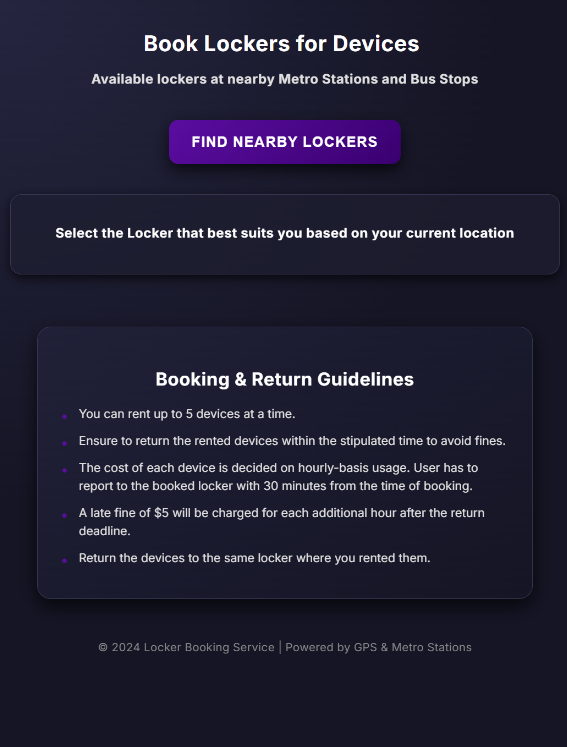 Book Lockers for Devices
Available lockers at nearby Metro Stations and Bus Stops
FIND NEARBY LOCKERS
Select the Locker that best suits you based on your current location
Booking & Return Guidelines
You can rent up to 5 devices at a time.
Ensure to return the rented devices within the stipulated time to avoid fines.
The cost of each device is decided on hourly-basis usage. User has to
report to the booked locker with 30 minutes from the time of booking.
A late fine of $5 will be charged for each additional hour after the return
deadline.
Return the devices to the same locker where you rented them.
© 2024 Locker Booking Service | Powered by GPS & Metro Stations